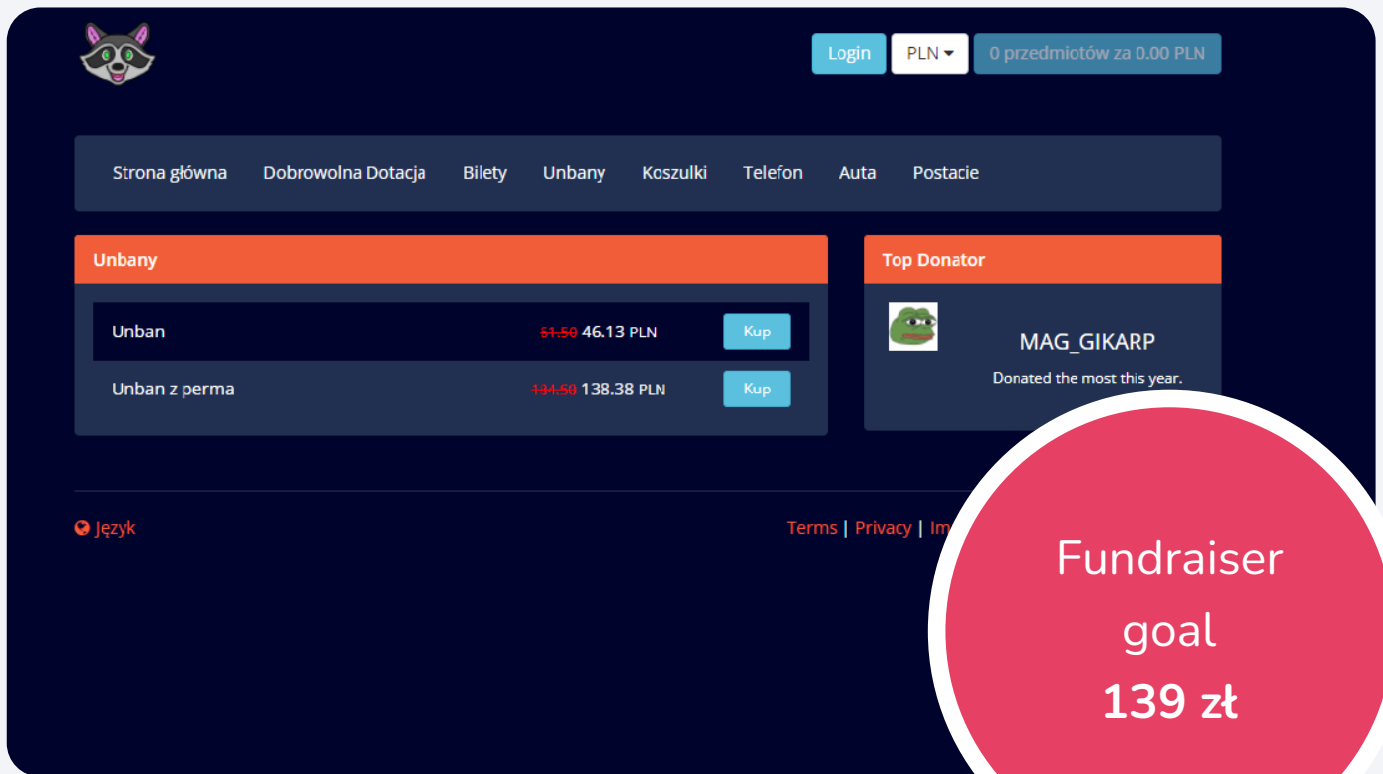 Login PLN 0 przedmiotów za 0.00 PLN
Strona główna Dobrowolna Dotacja Bilety Unbany Koszulki Telefon Auta Postacie
Unbany
Unban 61.50 46.13 PLN Kup
Unban z perma 184.50 138.38 PLN Kup
Top Donator
MAG_GIKARP
Donated the most this year.
Język
Terms | Privacy | Im
Fundraiser
goal
139 zł